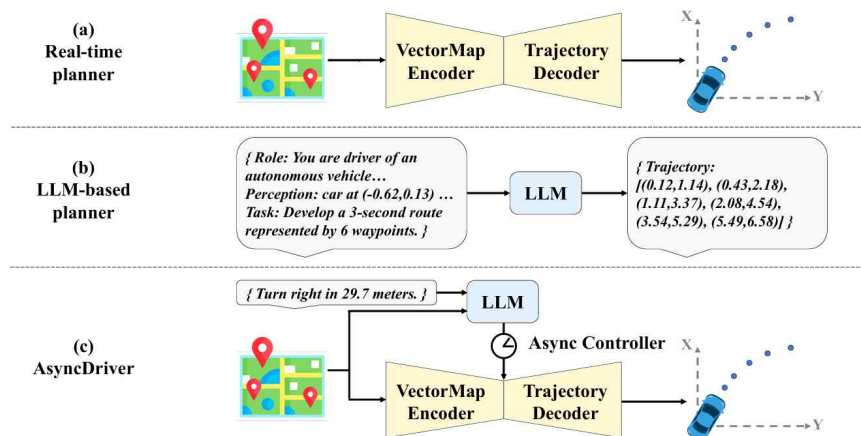 (a)
Real-time
planner
VectorMap
Encoder
Trajectory
Decoder
X
Y
(b)
LLM-based
planner
{ Role: You are driver of an
autonomous vehicle…
Perception: car at (-0.62,0.13) …
Task: Develop a 3-second route
represented by 6 waypoints. }
LLM
{ Trajectory:
[(0.12,1.14), (0.43,2.18),
(1.11,3.37), (2.08,4.54),
(3.54,5.29), (5.49,6.58)] }
(c)
AsyncDriver
{ Turn right in 29.7 meters. }
LLM
Async Controller
VectorMap
Encoder
Trajectory
Decoder
X
Y